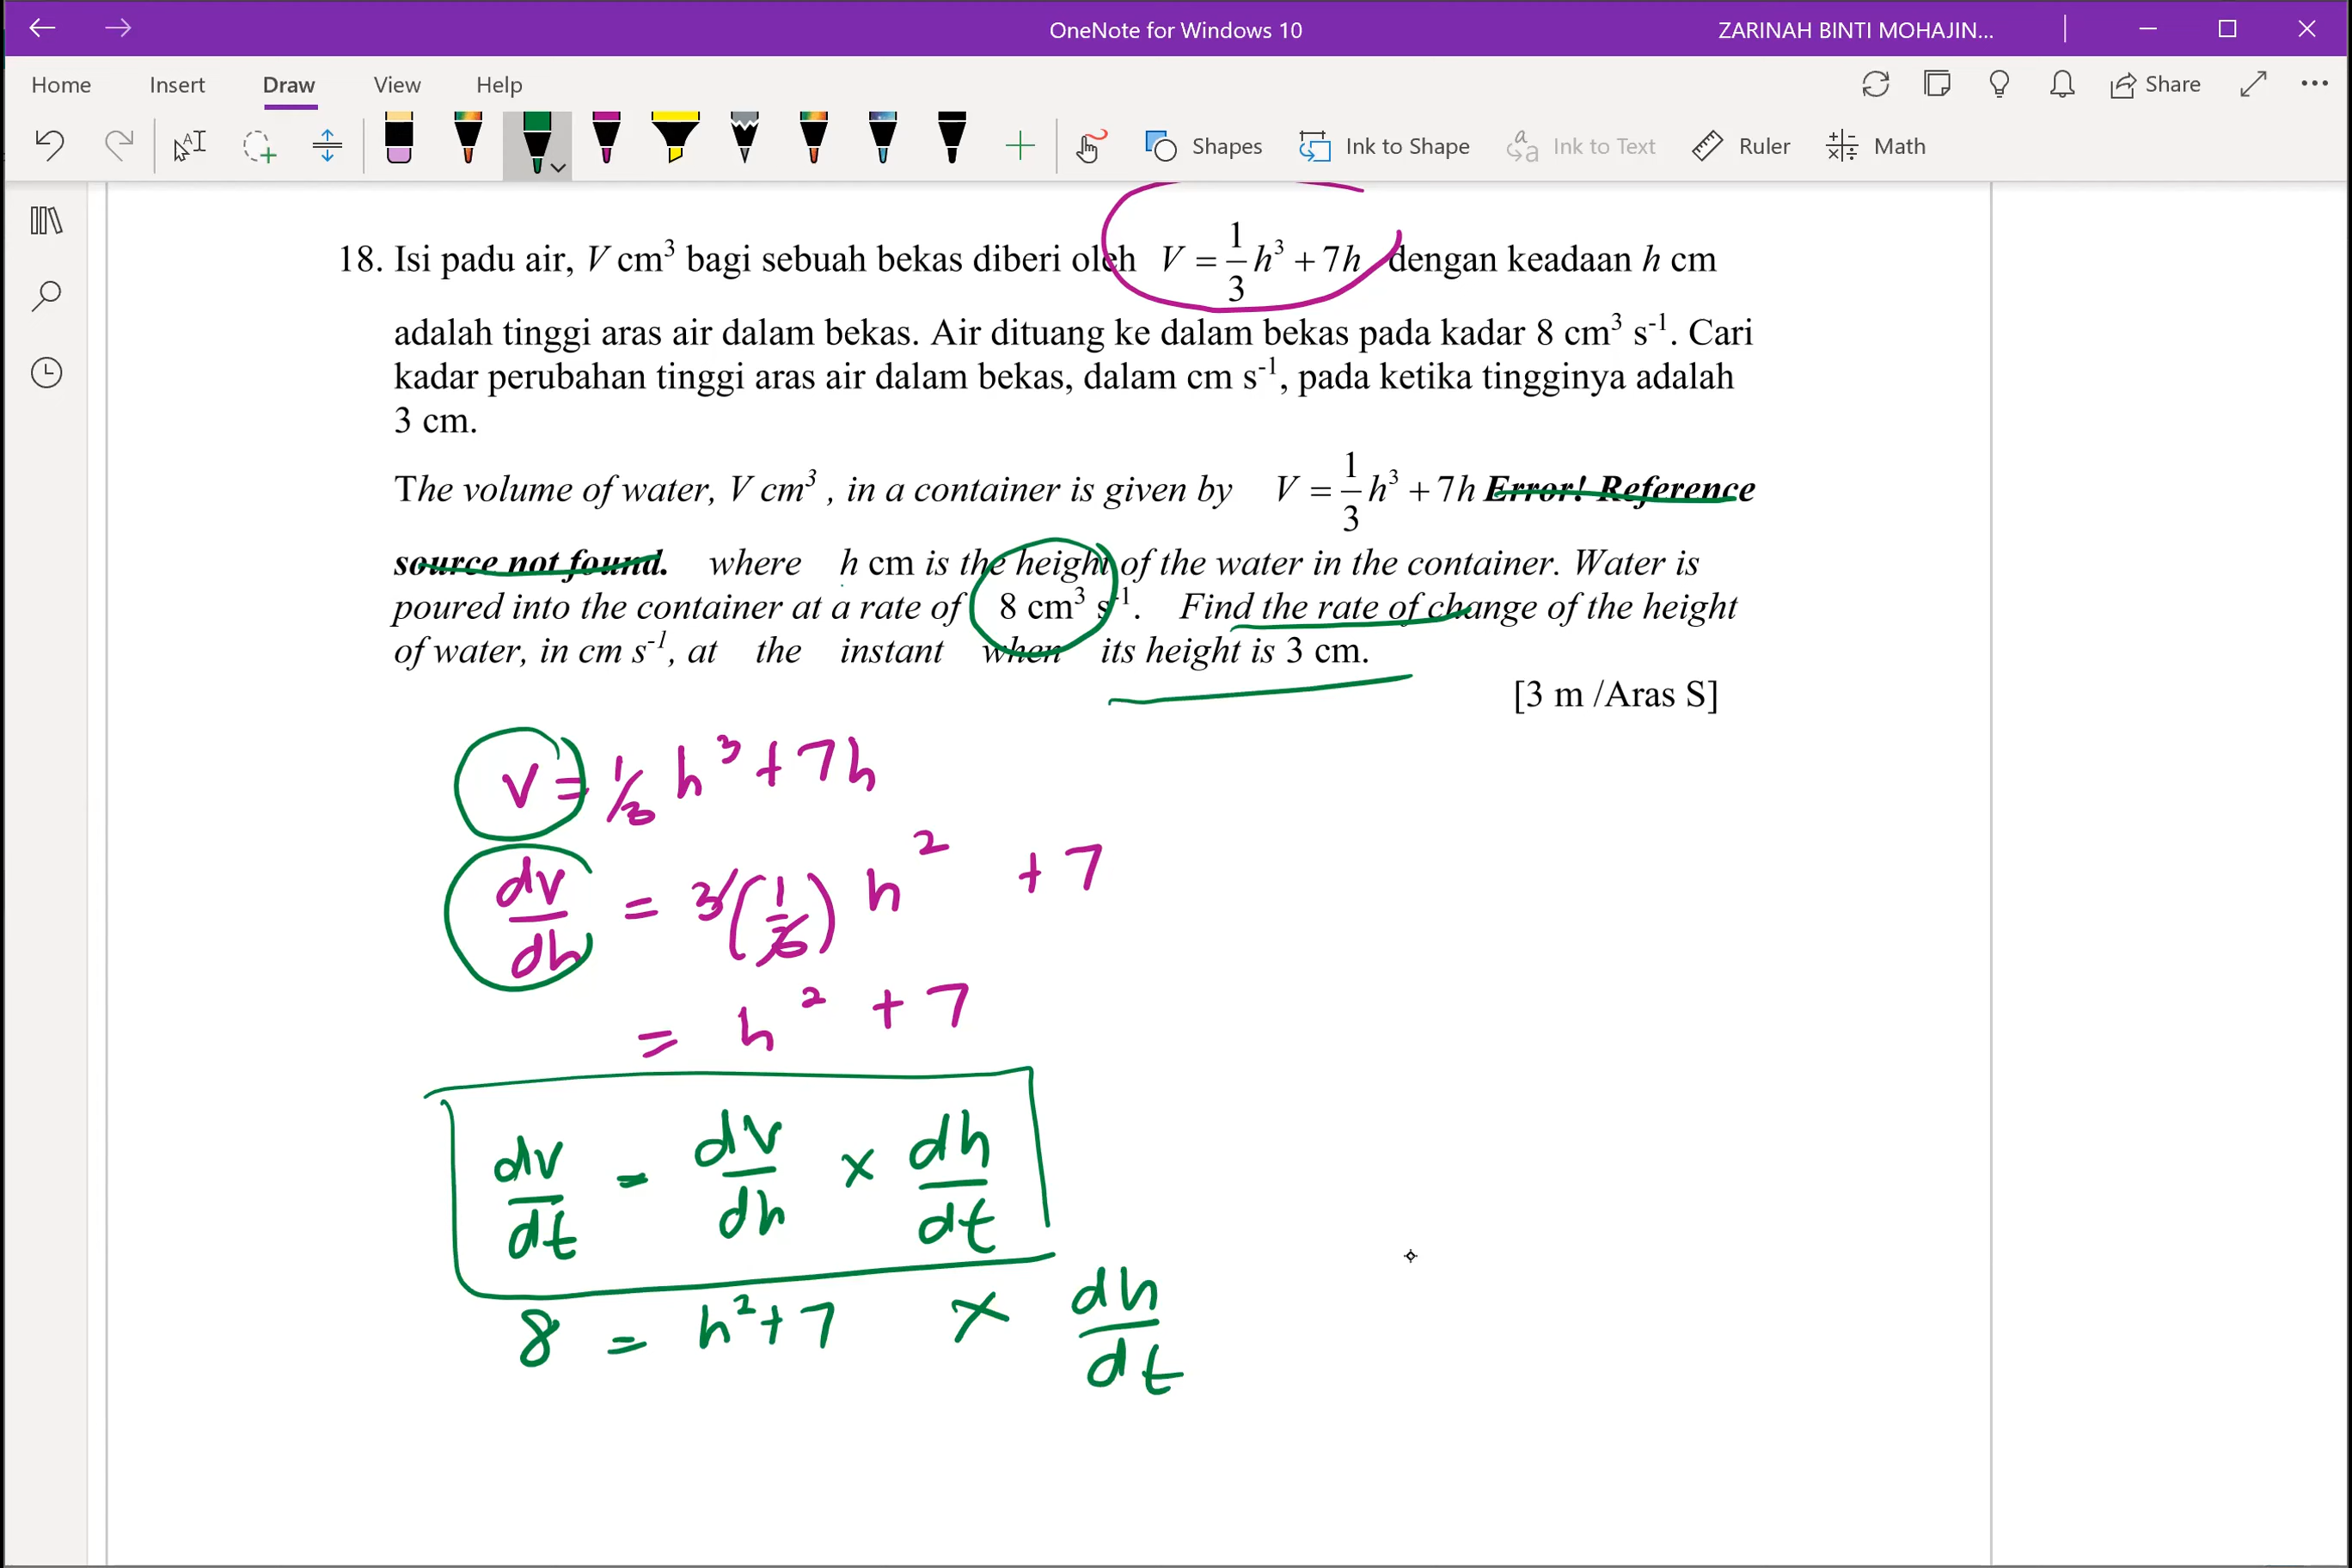 OneNote for Windows 10 ZARINAH BINTI MOHAJIN...
Home Insert Draw View Help Share
Shapes Ink to Shape Ink to Text Ruler Math
18. Isi padu air, V cm³ bagi sebuah bekas diberi oleh V = 1/3 h³ + 7h dengan keadaan h cm
adalah tinggi aras air dalam bekas. Air dituang ke dalam bekas pada kadar 8 cm³ s⁻¹. Cari
kadar perubahan tinggi aras air dalam bekas, dalam cm s⁻¹, pada ketika tingginya adalah
3 cm.
The volume of water, V cm³ , in a container is given by V = 1/3 h³ + 7h Error! Reference
source not found. where h cm is the height of the water in the container. Water is
poured into the container at a rate of 8 cm³ s⁻¹. Find the rate of change of the height
of water, in cm s⁻¹, at the instant when its height is 3 cm.
[3 m /Aras S]
V = 1/3 h³ + 7h
dv/dh = 3(1/3) h² + 7
= h² + 7
dv/dt = dv/dh × dh/dt
8 = h² + 7 × dh/dt